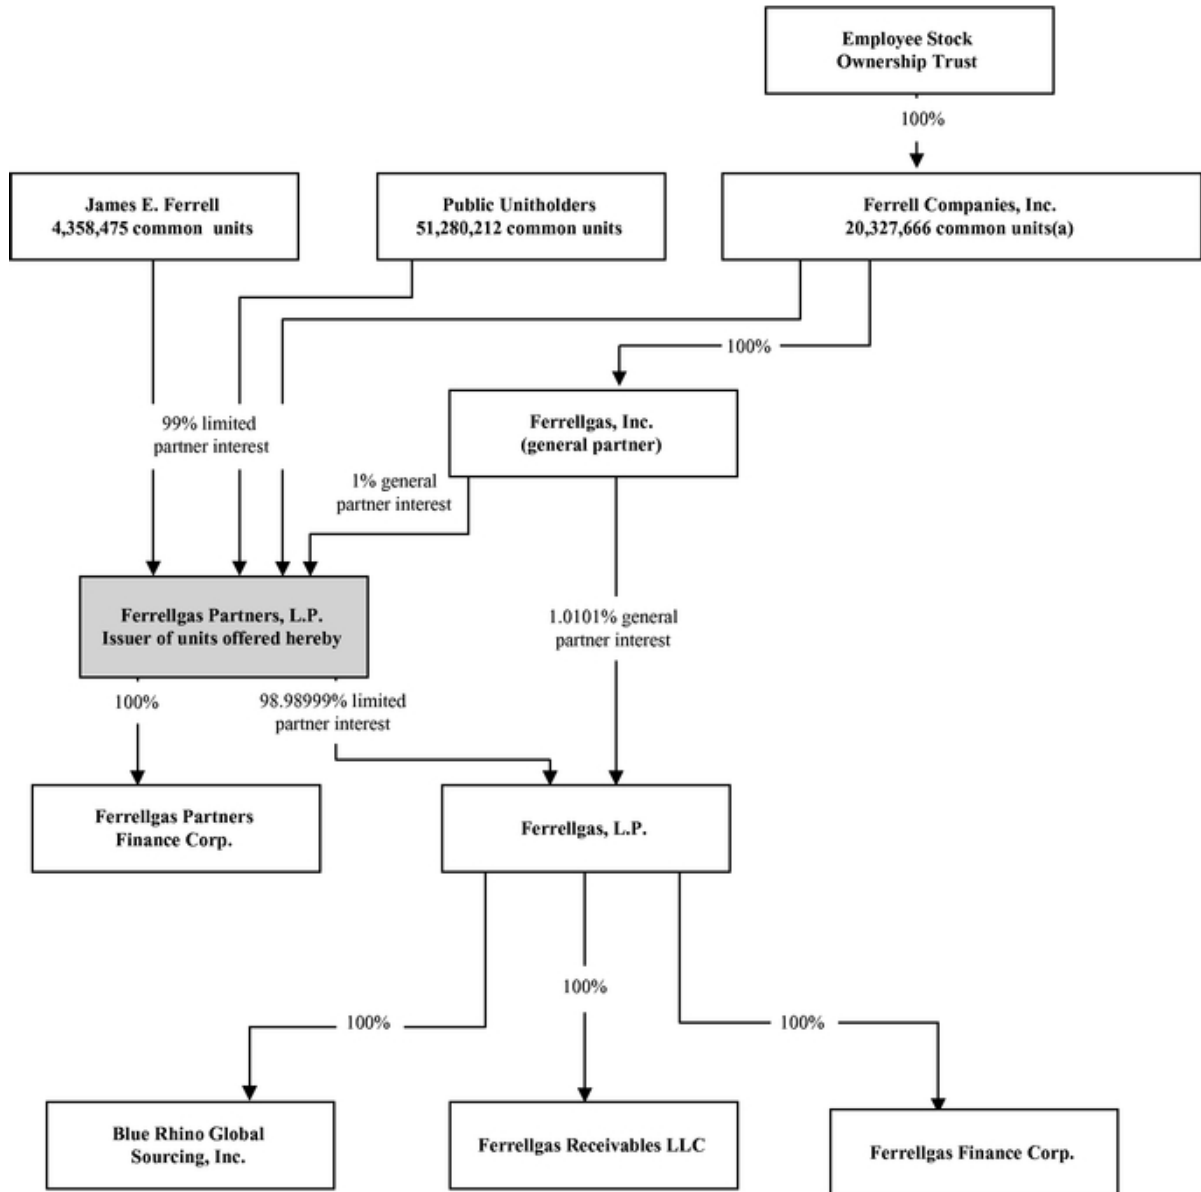 Employee Stock
Ownership Trust
100%
James E. Ferrell
4,358,475 common units
Public Unitholders
51,280,212 common units
Ferrell Companies, Inc.
20,327,666 common units(a)
100%
Ferrellgas, Inc.
(general partner)
99% limited
partner interest
1% general
partner interest
Ferrellgas Partners, L.P.
Issuer of units offered hereby
1.0101% general
partner interest
100%
98.98999% limited
partner interest
Ferrellgas Partners
Finance Corp.
Ferrellgas, L.P.
100%
100%
100%
Blue Rhino Global
Sourcing, Inc.
Ferrellgas Receivables LLC
Ferrellgas Finance Corp.